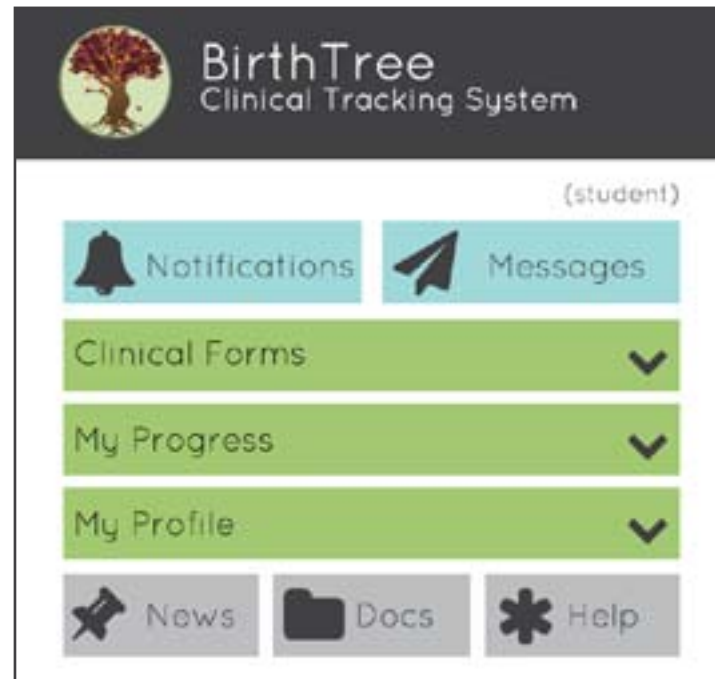 BirthTree
Clinical Tracking System
(student)
Notifications
Messages
Clinical Forms
My Progress
My Profile
News
Docs
Help